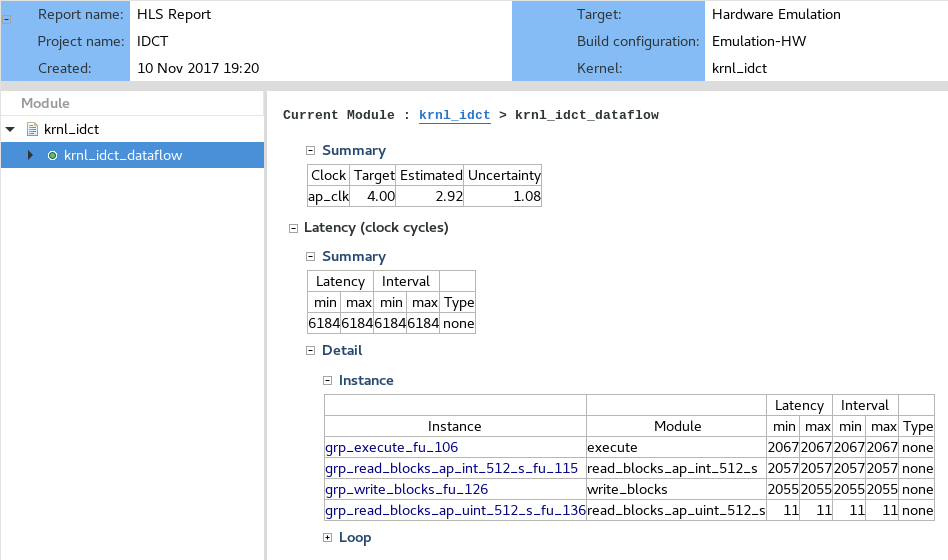 Report name: HLS Report Target: Hardware Emulation
Project name: IDCT Build configuration: Emulation-HW
Created: 10 Nov 2017 19:20 Kernel: krnl_idct
Module
krnl_idct
krnl_idct_dataflow
Current Module : krnl_idct > krnl_idct_dataflow
Summary
Clock Target Estimated Uncertainty
ap_clk 4.00 2.92 1.08
Latency (clock cycles)
Summary
Latency Interval
min max min max Type
6184 6184 6184 6184 none
Detail
Instance
Latency Interval
Instance Module min max min max Type
grp_execute_fu_106 execute 2067 2067 2067 2067 none
grp_read_blocks_ap_int_512_s_fu_115 read_blocks_ap_int_512_s 2057 2057 2057 2057 none
grp_write_blocks_fu_126 write_blocks 2055 2055 2055 2055 none
grp_read_blocks_ap_uint_512_s_fu_136 read_blocks_ap_uint_512_s 11 11 11 11 none
Loop